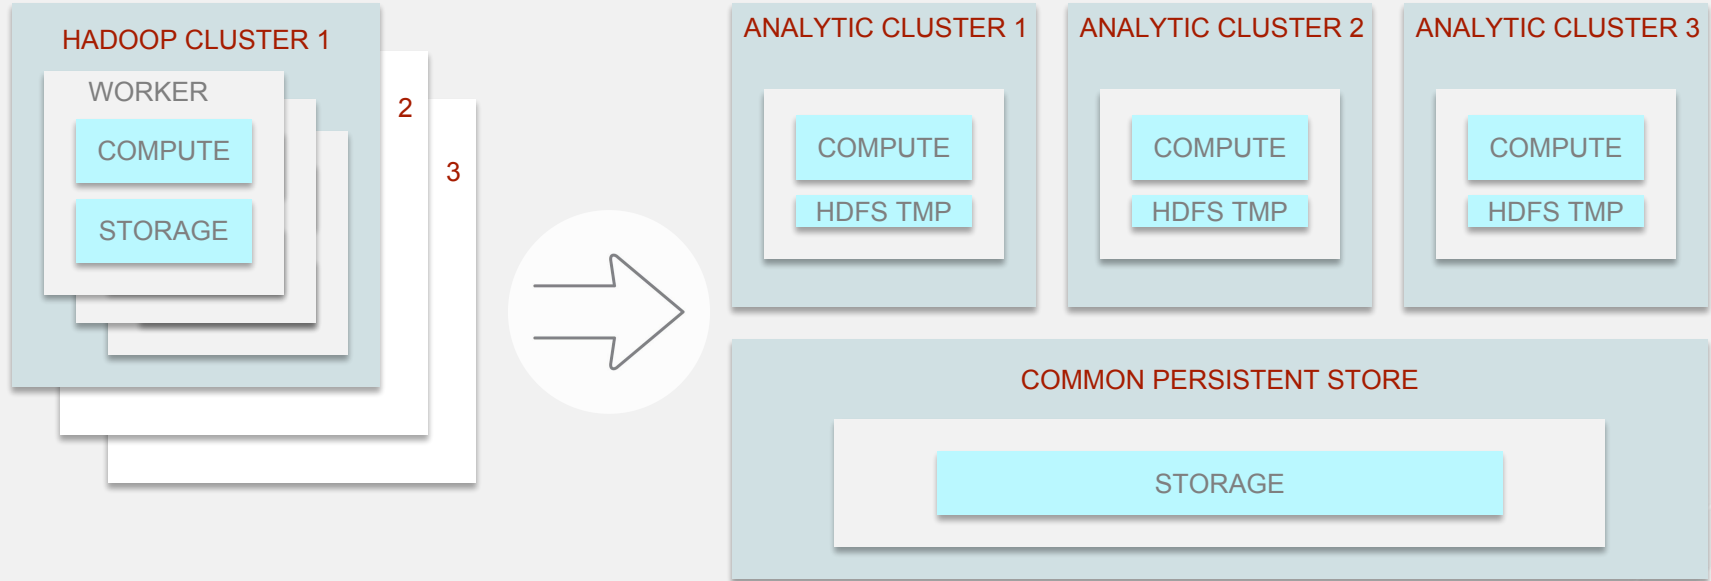 HADOOP CLUSTER 1
WORKER
COMPUTE
STORAGE
2
3
ANALYTIC CLUSTER 1
COMPUTE
HDFS TMP
ANALYTIC CLUSTER 2
COMPUTE
HDFS TMP
ANALYTIC CLUSTER 3
COMPUTE
HDFS TMP
COMMON PERSISTENT STORE
STORAGE